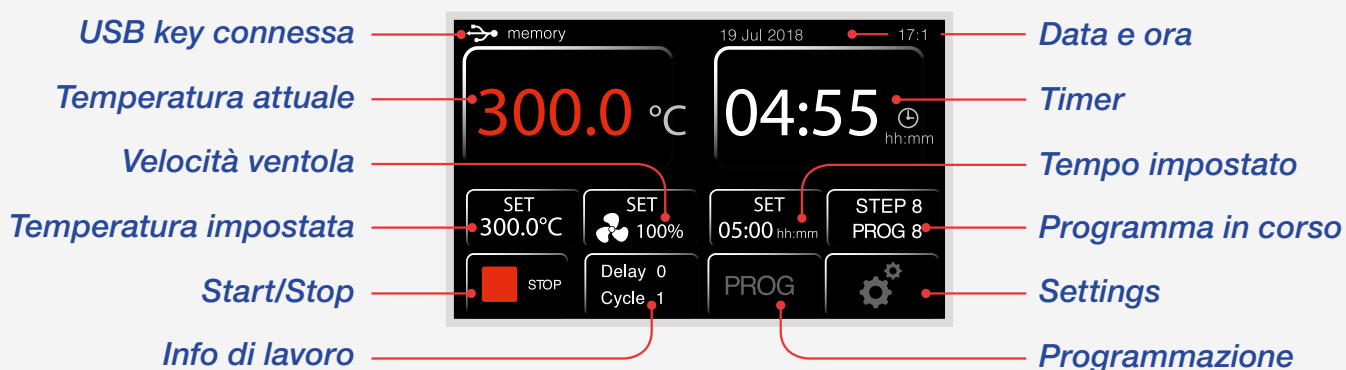 USB key connessa
Temperatura attuale
Velocità ventola
Temperatura impostata
Start/Stop
Info di lavoro
memory
19 Jul 2018 17:1
300.0 °C
04:55
hh:mm
SET
300.0°C
SET
100%
SET
05:00 hh:mm
STEP 8
PROG 8
STOP
Delay 0
Cycle 1
PROG
Data e ora
Timer
Tempo impostato
Programma in corso
Settings
Programmazione